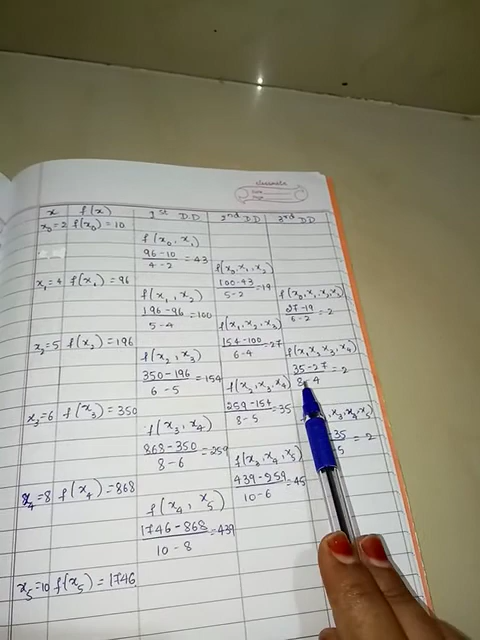 classmate
Date
Page
x f(x) 1st D.D 2nd D.D 3rd D.D
x₀=2 f(x₀)=10
f(x₀, x₁)
96-10
4-2 =43
f(x₀, x₁, x₂)
100-43
5-2 =19
x₁=4 f(x₁)=96
f(x₁, x₂)
196-96
5-4 =100
f(x₀, x₁, x₂, x₃)
27-19
6-2 =2
f(x₁, x₂, x₃)
154-100
6-4 =27
x₂=5 f(x₂)=196
f(x₂, x₃)
350-196
6-5 =154
f(x₁, x₂, x₃, x₄)
35-27
8-4 =2
f(x₂, x₃, x₄)
259-154
8-5 =35
x₃=6 f(x₃)=350
f(x₃, x₄)
868-350
8-6 =259
x₃, x₄, x₅)
35
5 =2
f(x₃, x₄, x₅)
439-259
10-6 =45
x₄=8 f(x₄)=868
f(x₄, x₅)
1746-868
10-8 =439
x₅=10 f(x₅)=1746